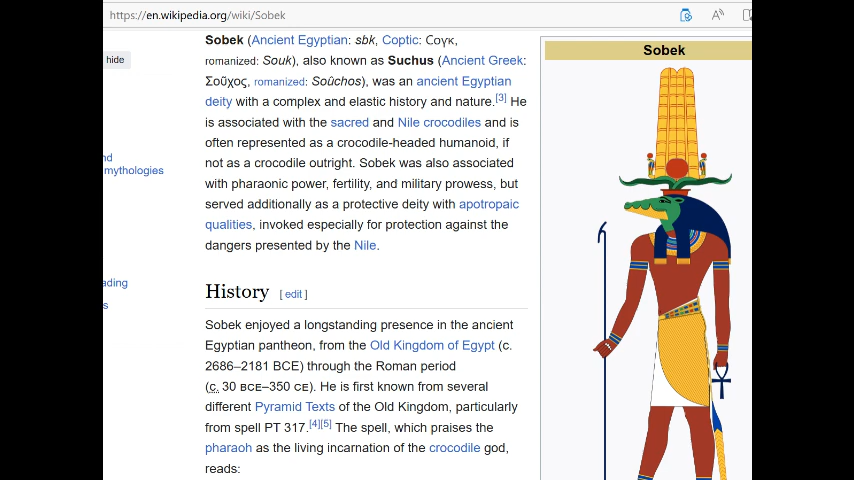 https://en.wikipedia.org/wiki/Sobek
hide
nd
mythologies
ading
s
Sobek (Ancient Egyptian: sbk, Coptic: Ⲥⲟⲩⲕ,
romanized: Souk), also known as Suchus (Ancient Greek:
Σοῦχος, romanized: Soûchos), was an ancient Egyptian
deity with a complex and elastic history and nature.[3] He
is associated with the sacred and Nile crocodiles and is
often represented as a crocodile-headed humanoid, if
not as a crocodile outright. Sobek was also associated
with pharaonic power, fertility, and military prowess, but
served additionally as a protective deity with apotropaic
qualities, invoked especially for protection against the
dangers presented by the Nile.
History [ edit ]
Sobek enjoyed a longstanding presence in the ancient
Egyptian pantheon, from the Old Kingdom of Egypt (c.
2686–2181 BCE) through the Roman period
(c. 30 BCE–350 CE). He is first known from several
different Pyramid Texts of the Old Kingdom, particularly
from spell PT 317.[4][5] The spell, which praises the
pharaoh as the living incarnation of the crocodile god,
reads:
Sobek